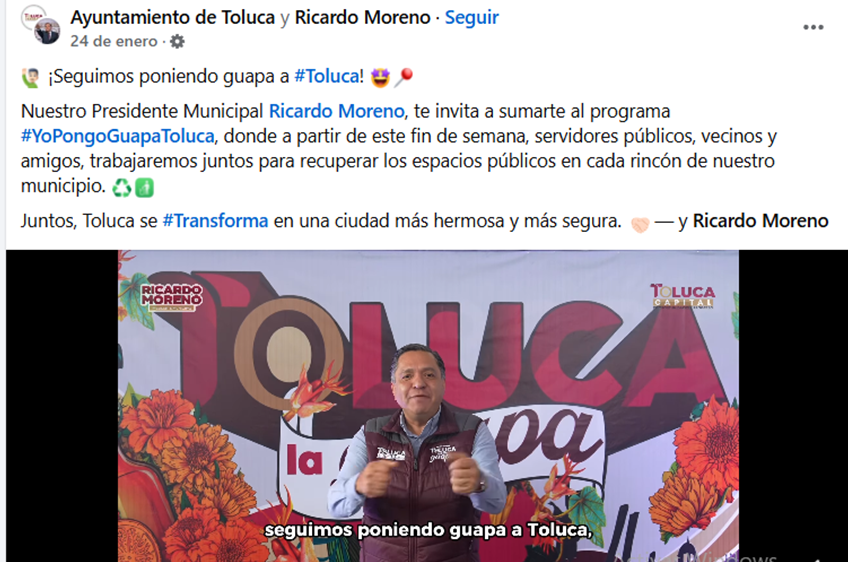 Ayuntamiento de Toluca y Ricardo Moreno · Seguir
24 de enero ·
¡Seguimos poniendo guapa a #Toluca!
Nuestro Presidente Municipal Ricardo Moreno, te invita a sumarte al programa
#YoPongoGuapaToluca, donde a partir de este fin de semana, servidores públicos, vecinos y
amigos, trabajaremos juntos para recuperar los espacios públicos en cada rincón de nuestro
municipio.
Juntos, Toluca se #Transforma en una ciudad más hermosa y más segura. — y Ricardo Moreno
RICARDO
MORENO
TOLUCA
CAPITAL
TOLUCA
la
TOLUCA
TOLUCA
guapa
seguimos poniendo guapa a Toluca,